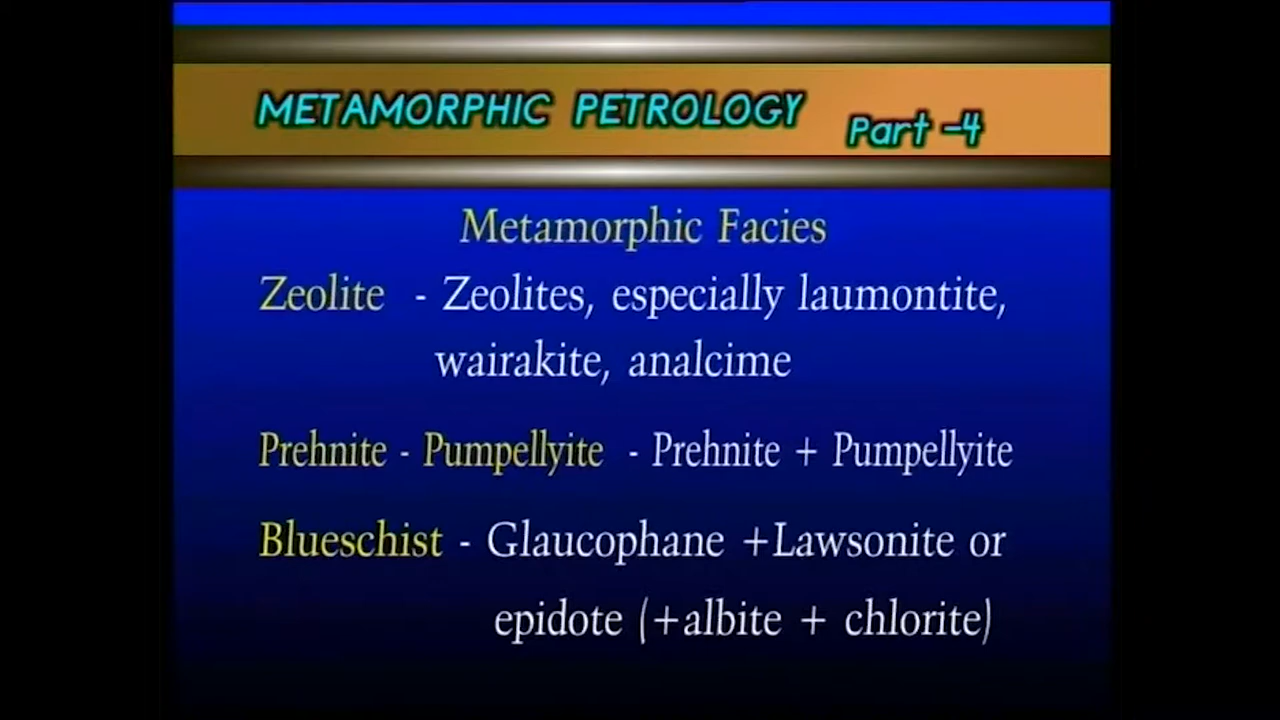 METAMORPHIC PETROLOGY Part -4
Metamorphic Facies
Zeolite - Zeolites, especially laumontite,
wairakite, analcime
Prehnite - Pumpellyite - Prehnite + Pumpellyite
Blueschist - Glaucophane +Lawsonite or
epidote (+albite + chlorite)